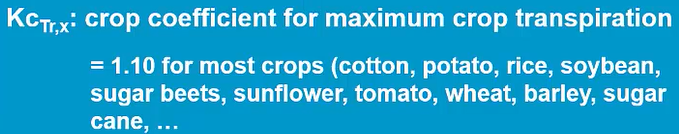 Kc_Tr,x: crop coefficient for maximum crop transpiration
= 1.10 for most crops (cotton, potato, rice, soybean,
sugar beets, sunflower, tomato, wheat, barley, sugar
cane, …